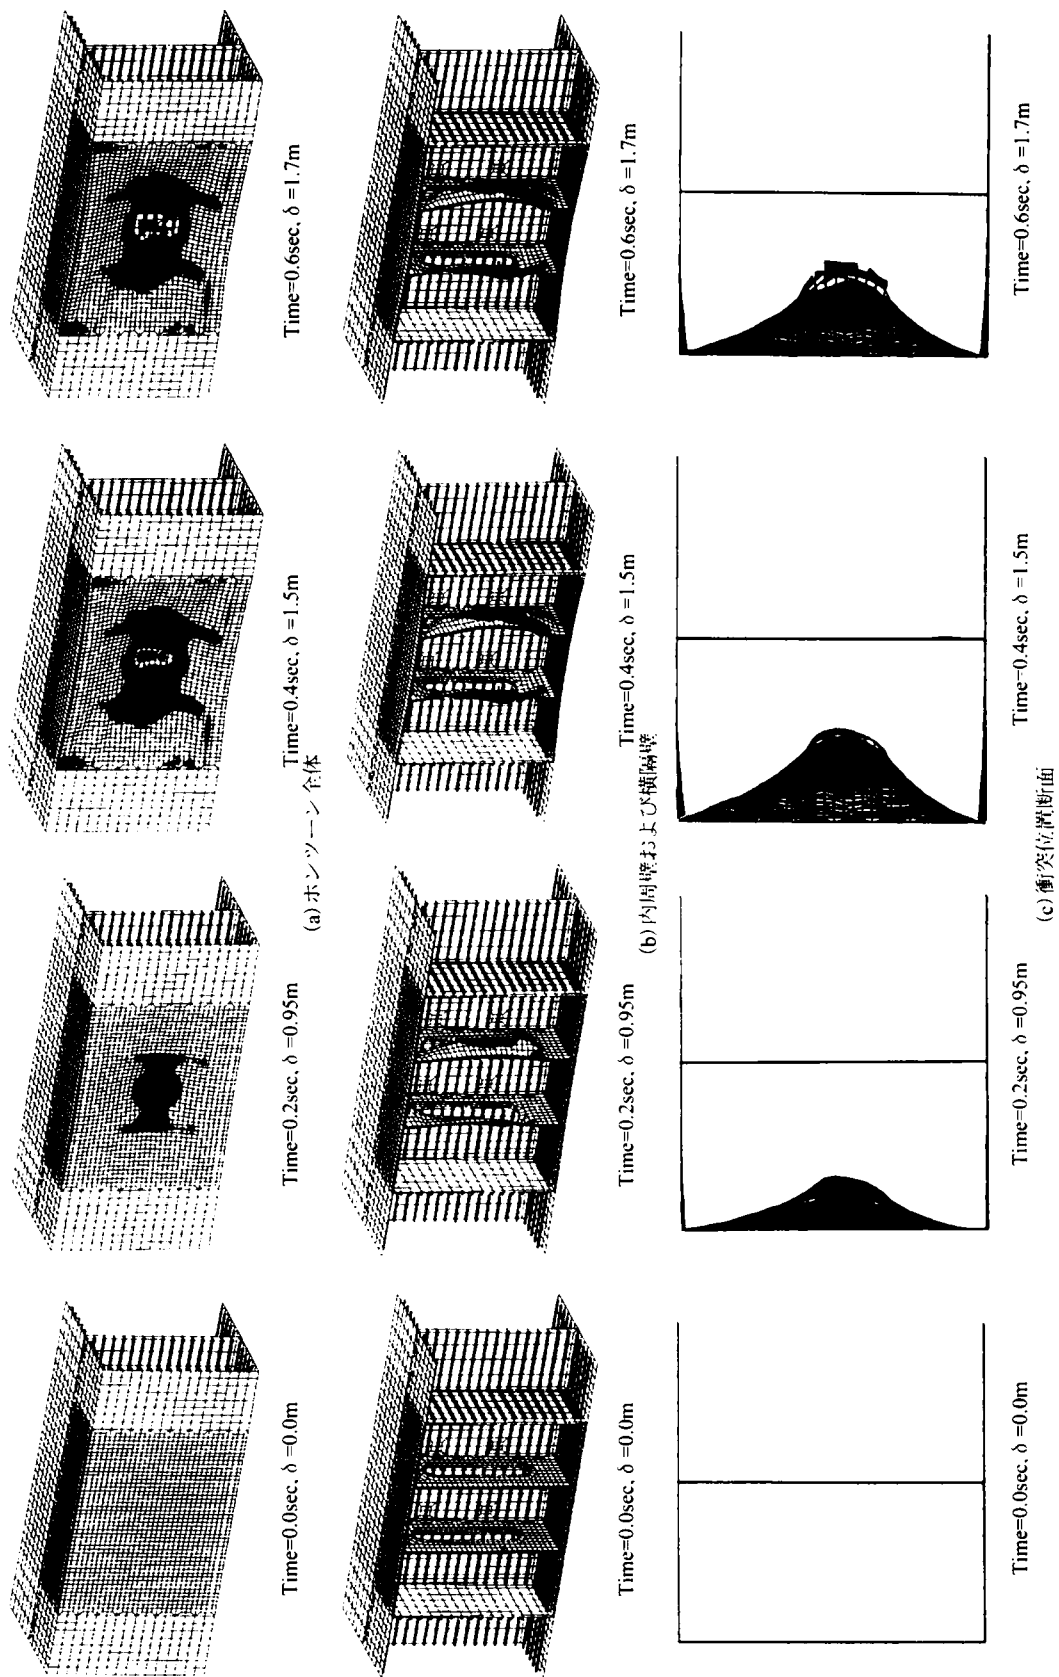 Time=0.0sec, δ=0.0m
Time=0.2sec, δ=0.95m
Time=0.4sec, δ=1.5m
Time=0.6sec, δ=1.7m
(a) ポンツーン全体
Time=0.0sec, δ=0.0m
Time=0.2sec, δ=0.95m
Time=0.4sec, δ=1.5m
Time=0.6sec, δ=1.7m
(b) 内周壁および横隔壁
Time=0.0sec, δ=0.0m
Time=0.2sec, δ=0.95m
Time=0.4sec, δ=1.5m
Time=0.6sec, δ=1.7m
(c) 衝突位置断面